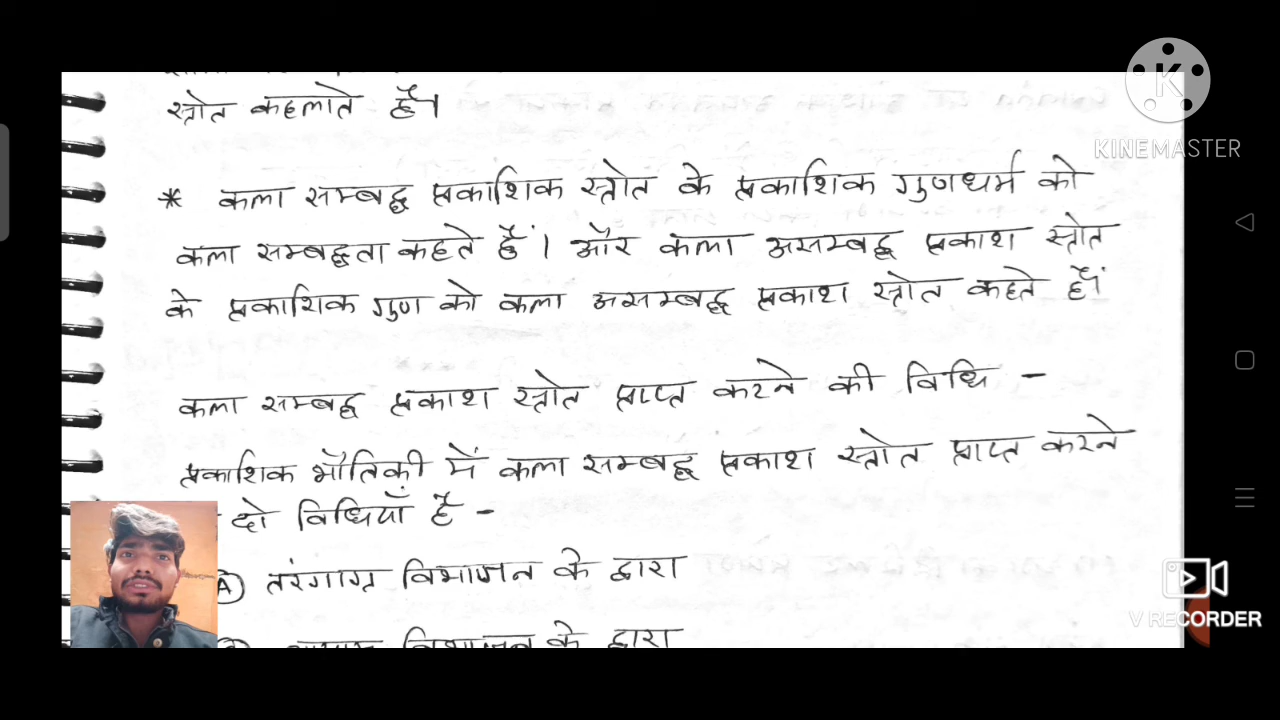 स्त्रोत कहलाते हैं।
KINEMASTER
* कला सम्बद्ध प्रकाशिक स्त्रोत के प्रकाशिक गुणधर्म को
कला सम्बद्धता कहते हैं। और कला असम्बद्ध प्रकाश स्त्रोत
के प्रकाशिक गुण को कला असम्बद्ध प्रकाश स्त्रोत कहते हैं।
कला सम्बद्ध प्रकाश स्त्रोत प्राप्त करने की विधि -
प्रकाशिक भौतिकी में कला सम्बद्ध प्रकाश स्त्रोत प्राप्त करने
दो विधियाँ है -
A तरंगाग्र विभाजन के द्वारा
विभाजन के द्वारा
V RECORDER